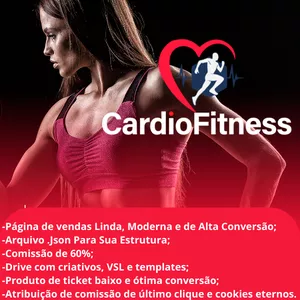 CardioFitness
-Página de vendas Linda, Moderna e de Alta Conversão;
-Arquivo .Json Para Sua Estrutura;
-Comissão de 60%;
-Drive com criativos, VSL e templates;
-Produto de ticket baixo e ótima conversão;
-Atribuição de comissão de último clique e cookies eternos.